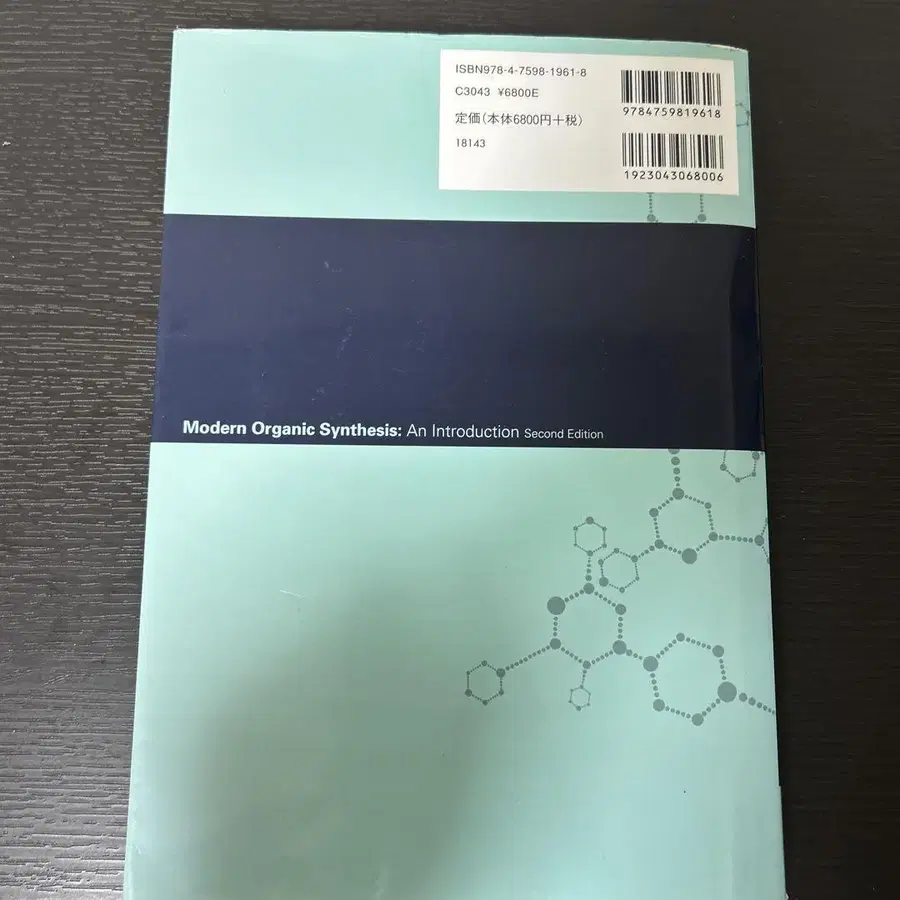 ISBN978-4-7598-1961-8
C3043 ¥6800E
定価(本体6800円+税)
18143
9784759819618
1923043068006
Modern Organic Synthesis: An Introduction Second Edition